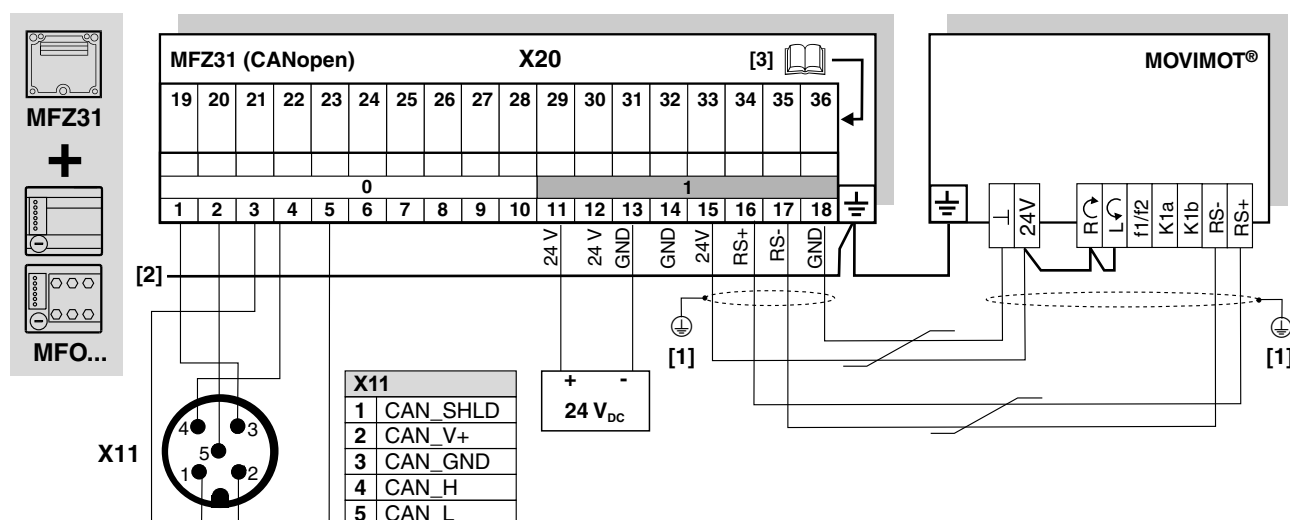 MFZ31
+
MFO...
MFZ31 (CANopen) X20 [3]
19 20 21 22 23 24 25 26 27 28 29 30 31 32 33 34 35 36
0 1
1 2 3 4 5 6 7 8 9 10 11 12 13 14 15 16 17 18
24 V 24 V GND GND 24V RS+ RS- GND
MOVIMOT®
⊥ 24V R L f1/f2 K1a K1b RS- RS+
[2]
[1] [1]
+ -
24 VDC
X11
4 3
5
1 2
X11
1 CAN_SHLD
2 CAN_V+
3 CAN_GND
4 CAN_H
5 CAN_L